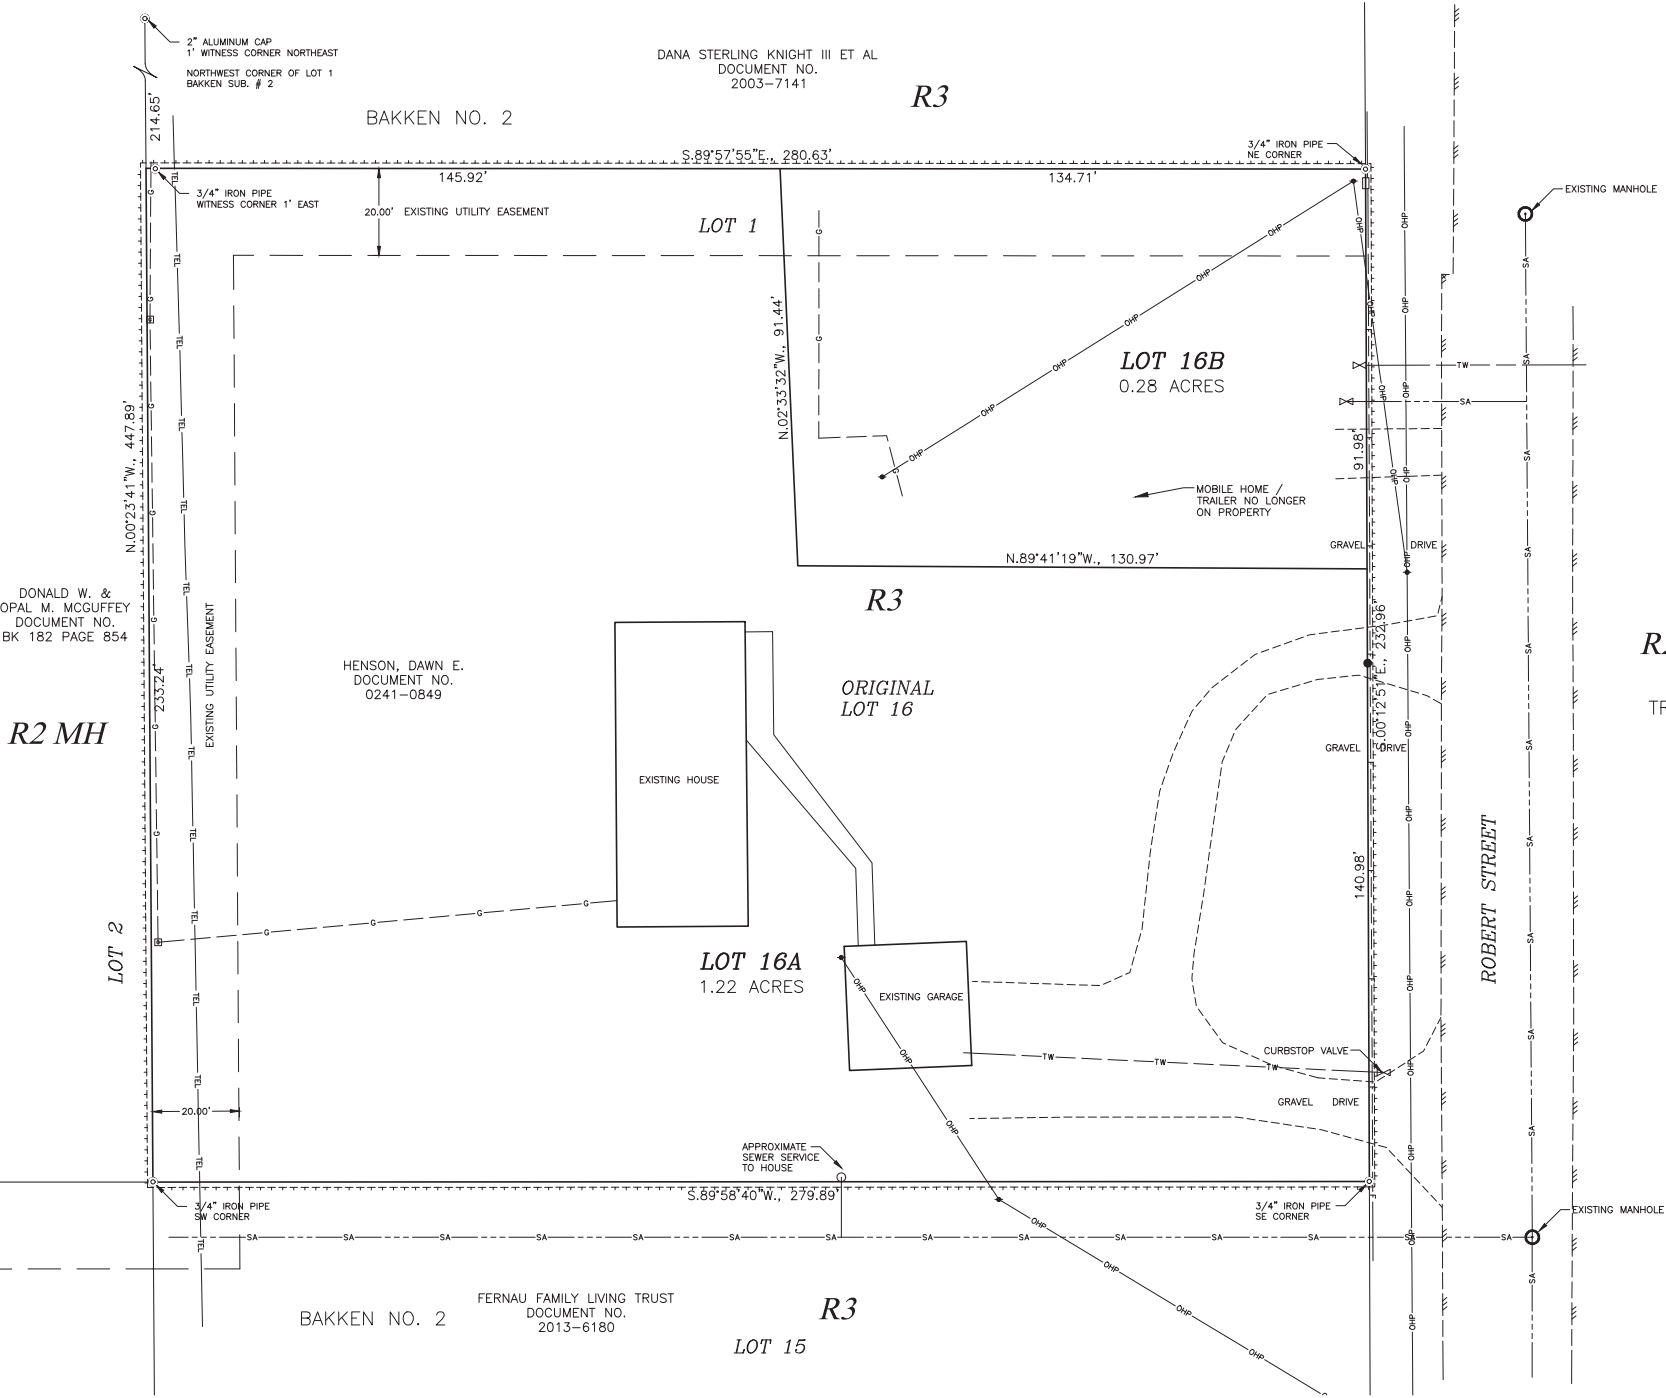 2" ALUMINUM CAP
1' WITNESS CORNER NORTHEAST
NORTHWEST CORNER OF LOT 1
BAKKEN SUB. # 2
214.65'
DANA STERLING KNIGHT III ET AL
DOCUMENT NO.
2003-7141
R3
BAKKEN NO. 2
3/4" IRON PIPE
NE CORNER
S.89°57'55"E., 280.63'
145.92'
134.71'
3/4" IRON PIPE
WITNESS CORNER 1' EAST
20.00' EXISTING UTILITY EASEMENT
LOT 1
EXISTING MANHOLE
N.02°33'32"W., 91.44'
LOT 16B
0.28 ACRES
91.98'
MOBILE HOME /
TRAILER NO LONGER
ON PROPERTY
N.00°23'41"W., 447.89'
GRAVEL DRIVE
N.89°41'19"W., 130.97'
R3
DONALD W. &
OPAL M. MCGUFFEY
DOCUMENT NO.
BK 182 PAGE 854
233.24'
EXISTING UTILITY EASEMENT
HENSON, DAWN E.
DOCUMENT NO.
0241-0849
ORIGINAL
LOT 16
S.00°12'51"E., 232.96'
R2
TR
R2 MH
GRAVEL DRIVE
EXISTING HOUSE
140.98'
ROBERT STREET
LOT 2
LOT 16A
1.22 ACRES
EXISTING GARAGE
CURBSTOP VALVE
GRAVEL DRIVE
20.00'
APPROXIMATE
SEWER SERVICE
TO HOUSE
S.89°58'40"W., 279.89'
3/4" IRON PIPE
SW CORNER
3/4" IRON PIPE
SE CORNER
EXISTING MANHOLE
FERNAU FAMILY LIVING TRUST
DOCUMENT NO.
2013-6180
BAKKEN NO. 2
R3
LOT 15
G
TEL
OHP
SA
TW